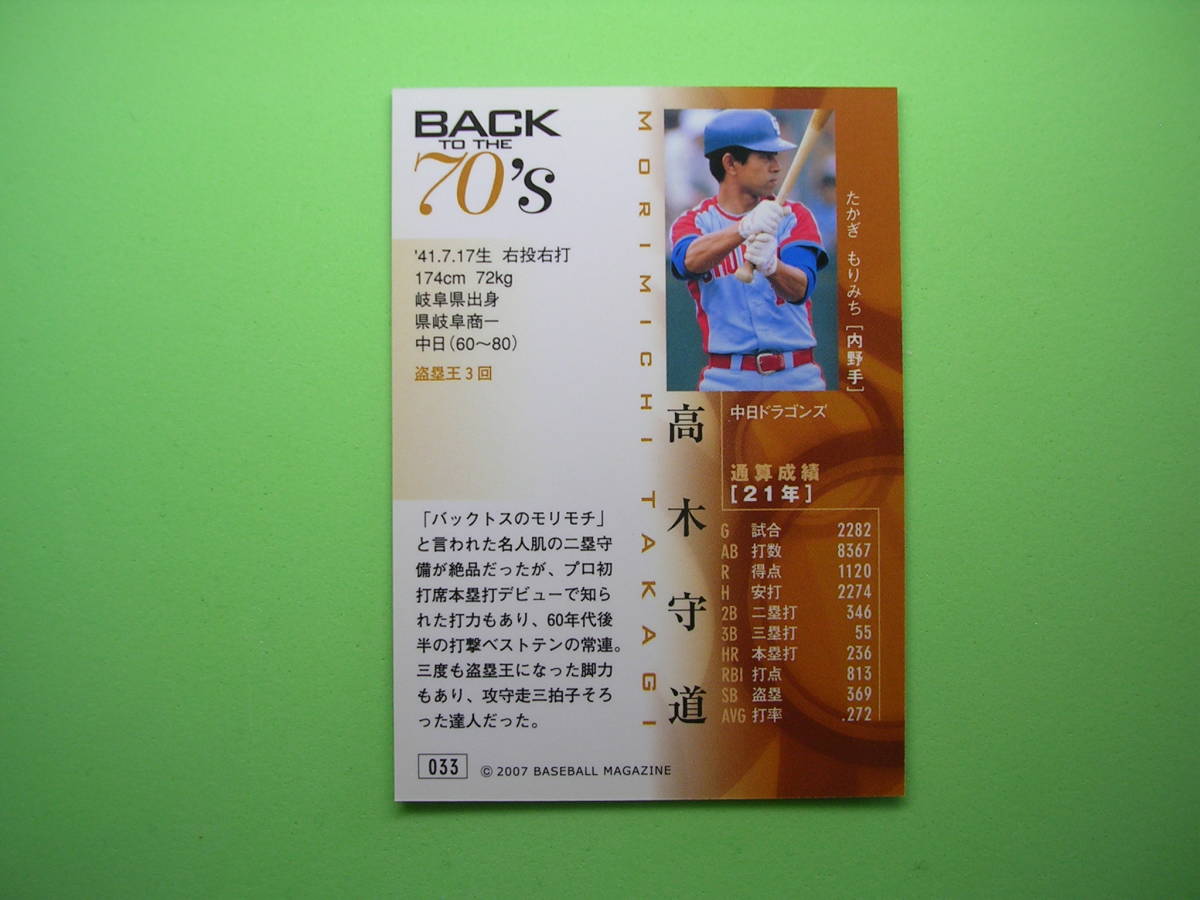 BACK
TO THE
70's
'41.7.17生 右投右打
174cm 72kg
岐阜県出身
県岐阜商一
中日(60〜80)
盗塁王3回
「バックトスのモリモチ」
と言われた名人肌の二塁守
備が絶品だったが、プロ初
打席本塁打デビューで知ら
れた打力もあり、60年代後
半の打撃ベストテンの常連。
三度も盗塁王になった脚力
もあり、攻守走三拍子そろ
った達人だった。
033 © 2007 BASEBALL MAGAZINE
MORIMICHI TAKAGI
高木守道
たかぎ もりみち [内野手]
中日ドラゴンズ
通算成績
[21年]
G 試合 2282
AB 打数 8367
R 得点 1120
H 安打 2274
2B 二塁打 346
3B 三塁打 55
HR 本塁打 236
RBI 打点 813
SB 盗塁 369
AVG 打率 .272